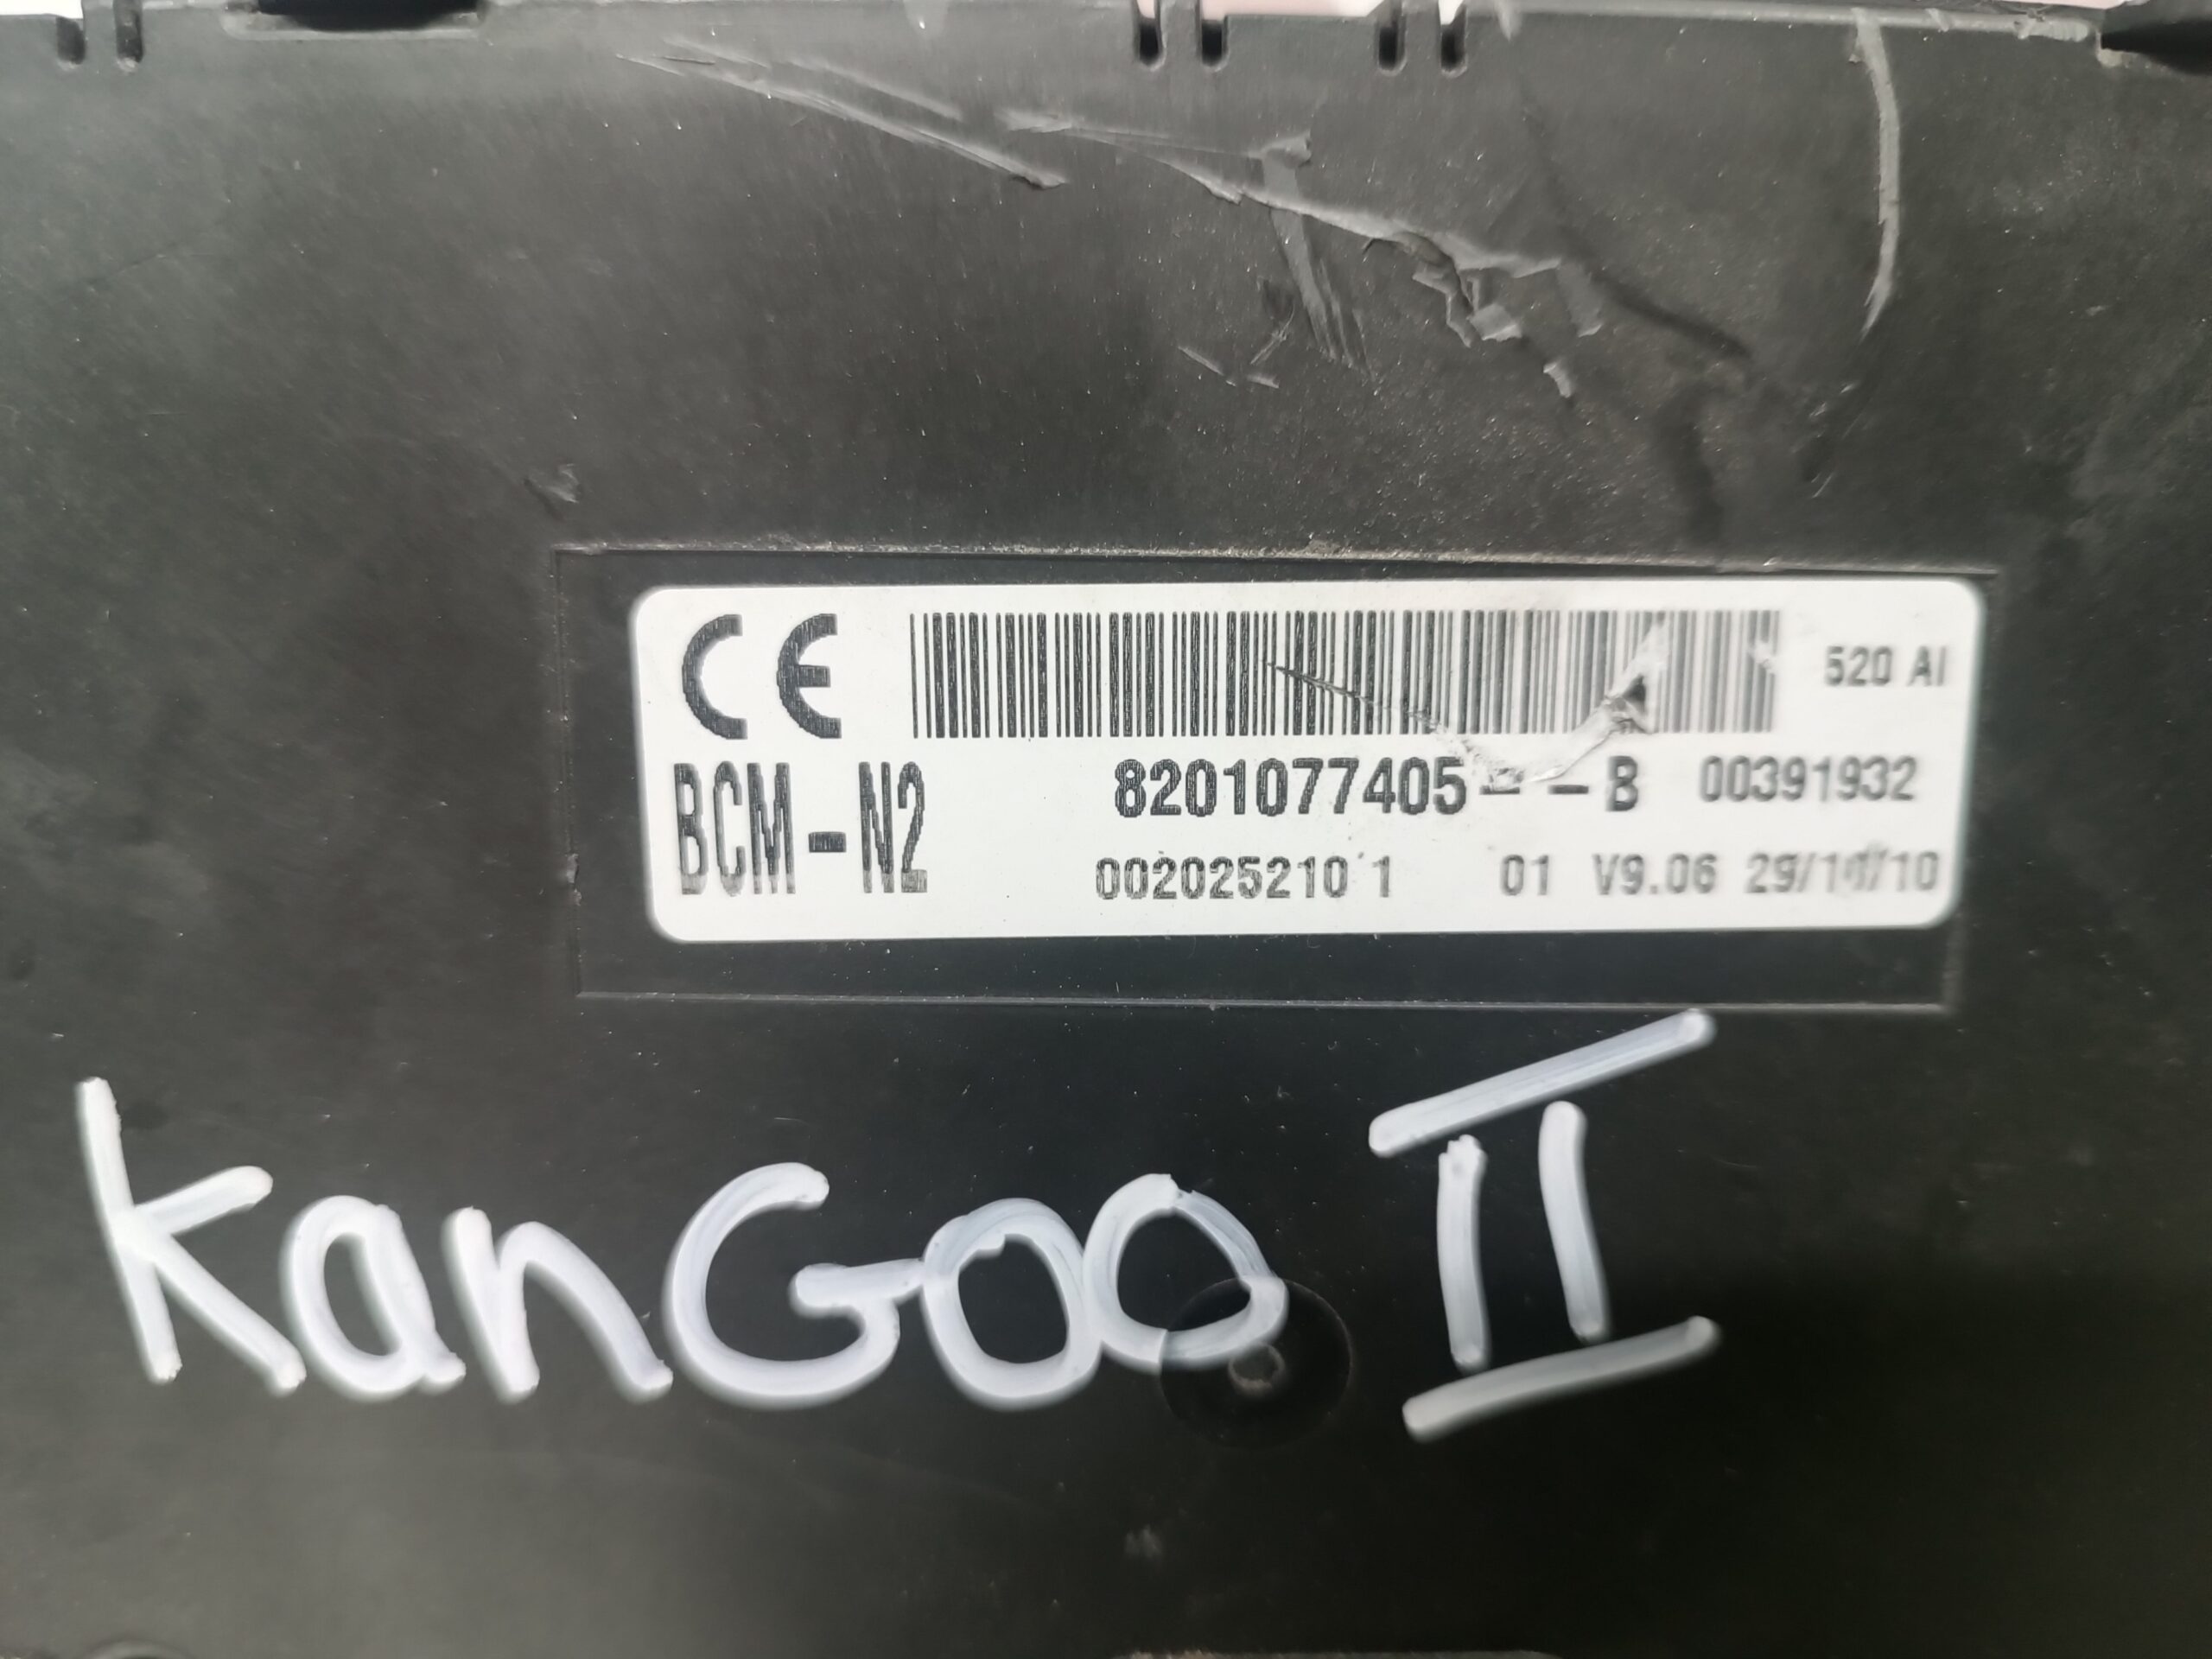 CE 520 AI
BCM-N2 8201077405- -B 00391932
0020252101 01 V9.06
KanGOO II